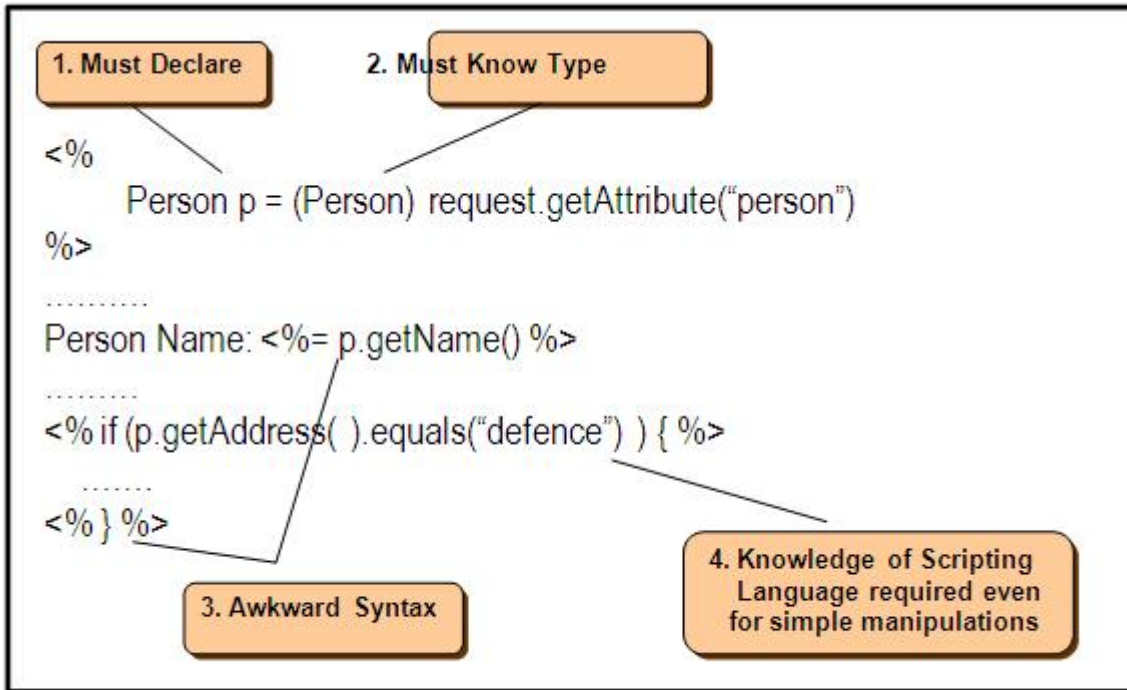 1. Must Declare
2. Must Know Type
<%
Person p = (Person) request.getAttribute(“person”)
%>
..........
Person Name: <%= p.getName() %>
.........
<% if (p.getAddress( ).equals(“defence”) ) { %>
.......
<% } %>
3. Awkward Syntax
4. Knowledge of Scripting
Language required even
for simple manipulations